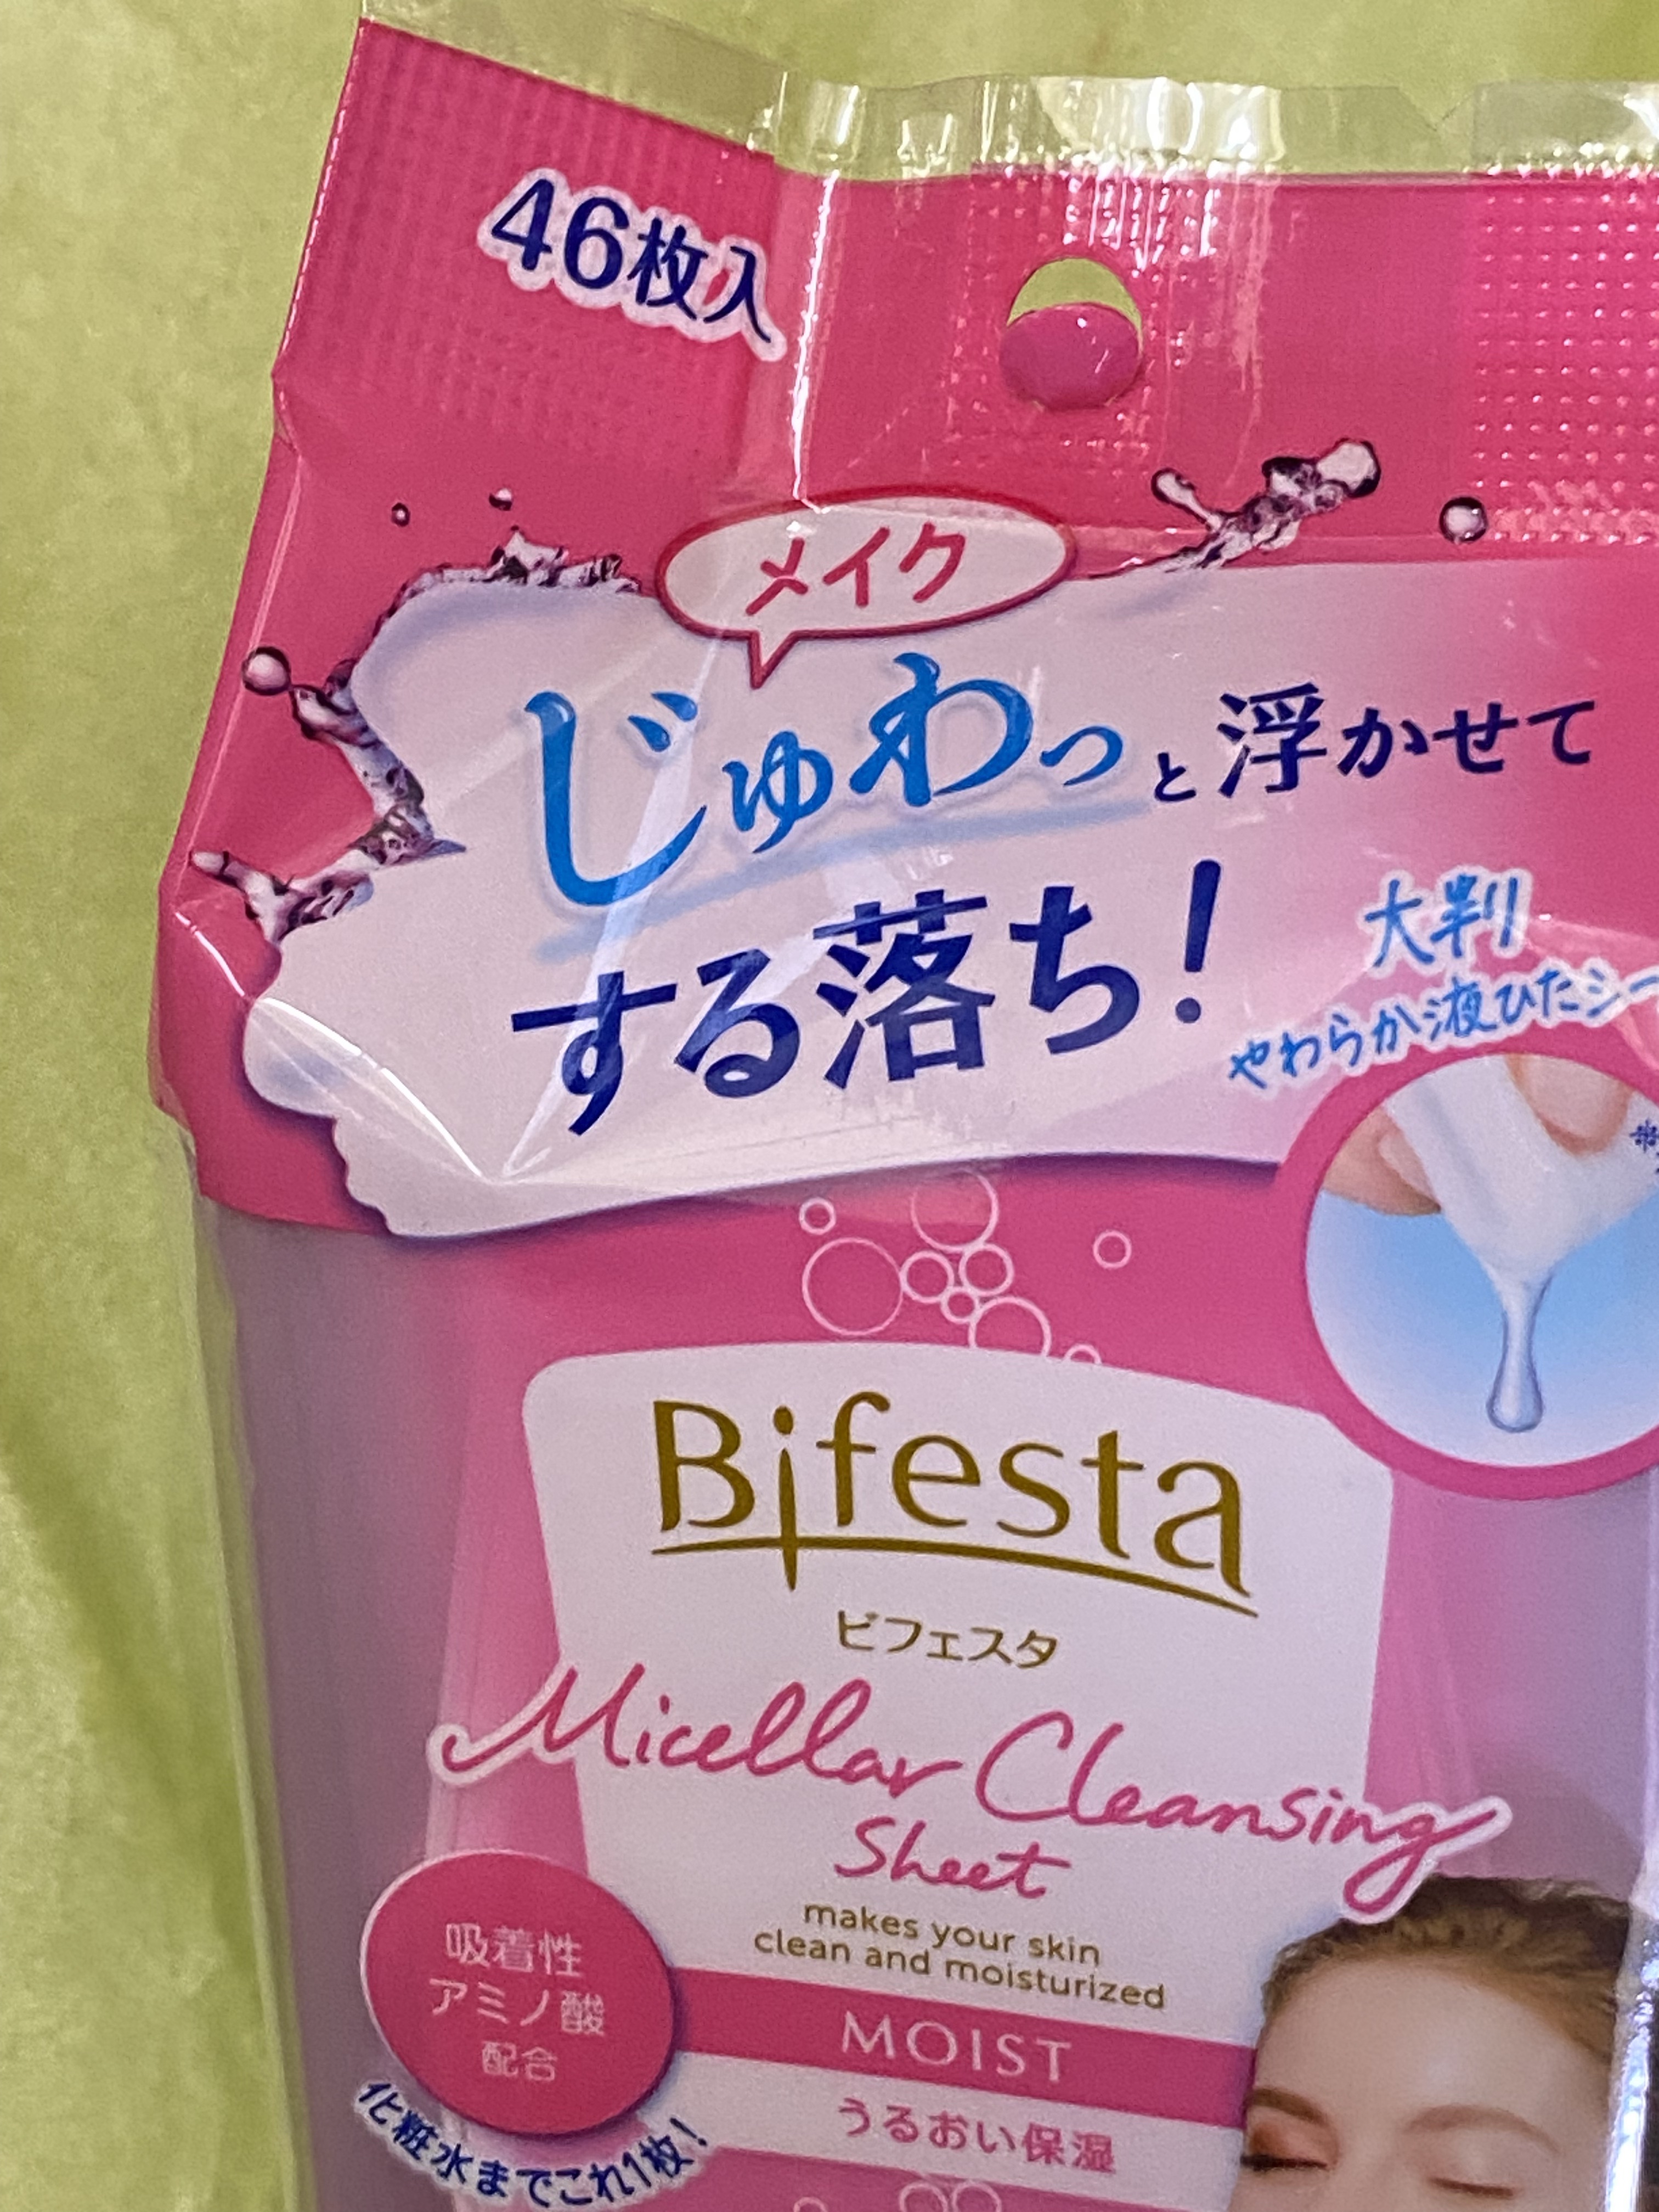 46枚入
メイク
じゅわっと浮かせて
する落ち!
大判
やわらか液ひたシー
Bifesta
ビフェスタ
Micellar Cleansing
Sheet
makes your skin
clean and moisturized
MOIST
うるおい保湿
吸着性
アミノ酸
配合
化粧水までこれ1枚!